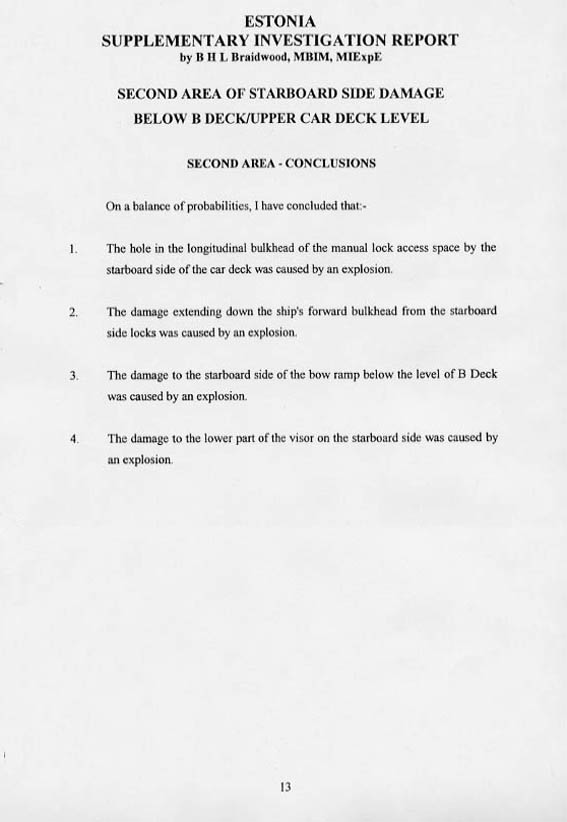 ESTONIA
SUPPLEMENTARY INVESTIGATION REPORT
by B H L Braidwood, MBIM, MIExpE
SECOND AREA OF STARBOARD SIDE DAMAGE
BELOW B DECK/UPPER CAR DECK LEVEL
SECOND AREA - CONCLUSIONS
On a balance of probabilities, I have concluded that:-
1. The hole in the longitudinal bulkhead of the manual lock access space by the
starboard side of the car deck was caused by an explosion.
2. The damage extending down the ship's forward bulkhead from the starboard
side locks was caused by an explosion.
3. The damage to the starboard side of the bow ramp below the level of B Deck
was caused by an explosion.
4. The damage to the lower part of the visor on the starboard side was caused by
an explosion.
13